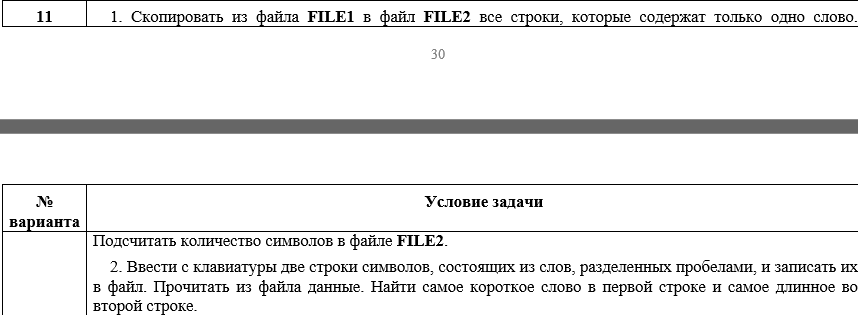 11 1. Скопировать из файла FILE1 в файл FILE2 все строки, которые содержат только одно слово.
30
№ варианта Условие задачи
Подсчитать количество символов в файле FILE2.
2. Ввести с клавиатуры две строки символов, состоящих из слов, разделенных пробелами, и записать их
в файл. Прочитать из файла данные. Найти самое короткое слово в первой строке и самое длинное во
второй строке.